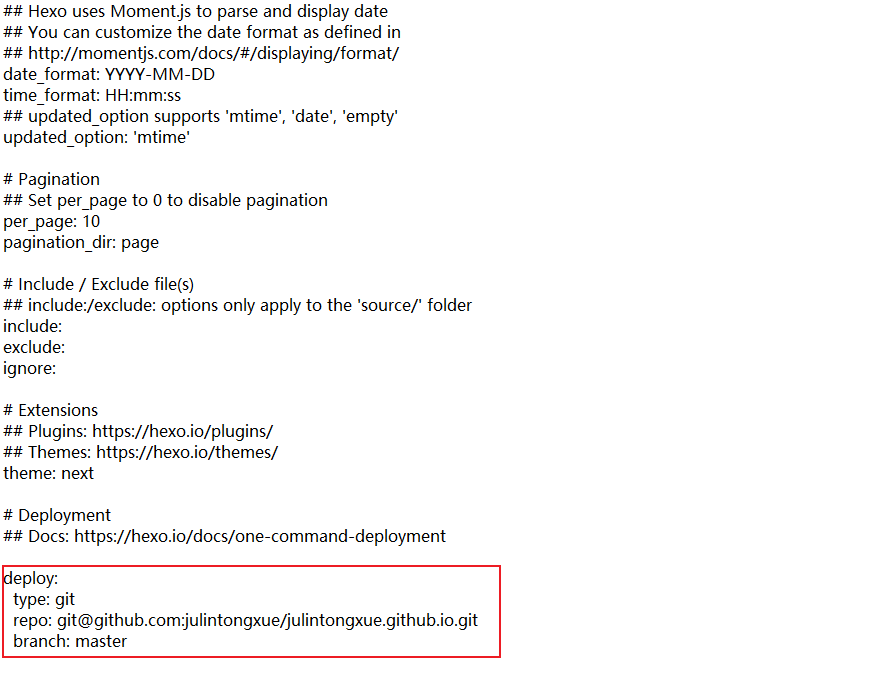 ## Hexo uses Moment.js to parse and display date
## You can customize the date format as defined in
## http://momentjs.com/docs/#/displaying/format/
date_format: YYYY-MM-DD
time_format: HH:mm:ss
## updated_option supports 'mtime', 'date', 'empty'
updated_option: 'mtime'

# Pagination
## Set per_page to 0 to disable pagination
per_page: 10
pagination_dir: page

# Include / Exclude file(s)
## include:/exclude: options only apply to the 'source/' folder
include:
exclude:
ignore:

# Extensions
## Plugins: https://hexo.io/plugins/
## Themes: https://hexo.io/themes/
theme: next

# Deployment
## Docs: https://hexo.io/docs/one-command-deployment

deploy:
  type: git
  repo: git@github.com:julintongxue/julintongxue.github.io.git
  branch: master